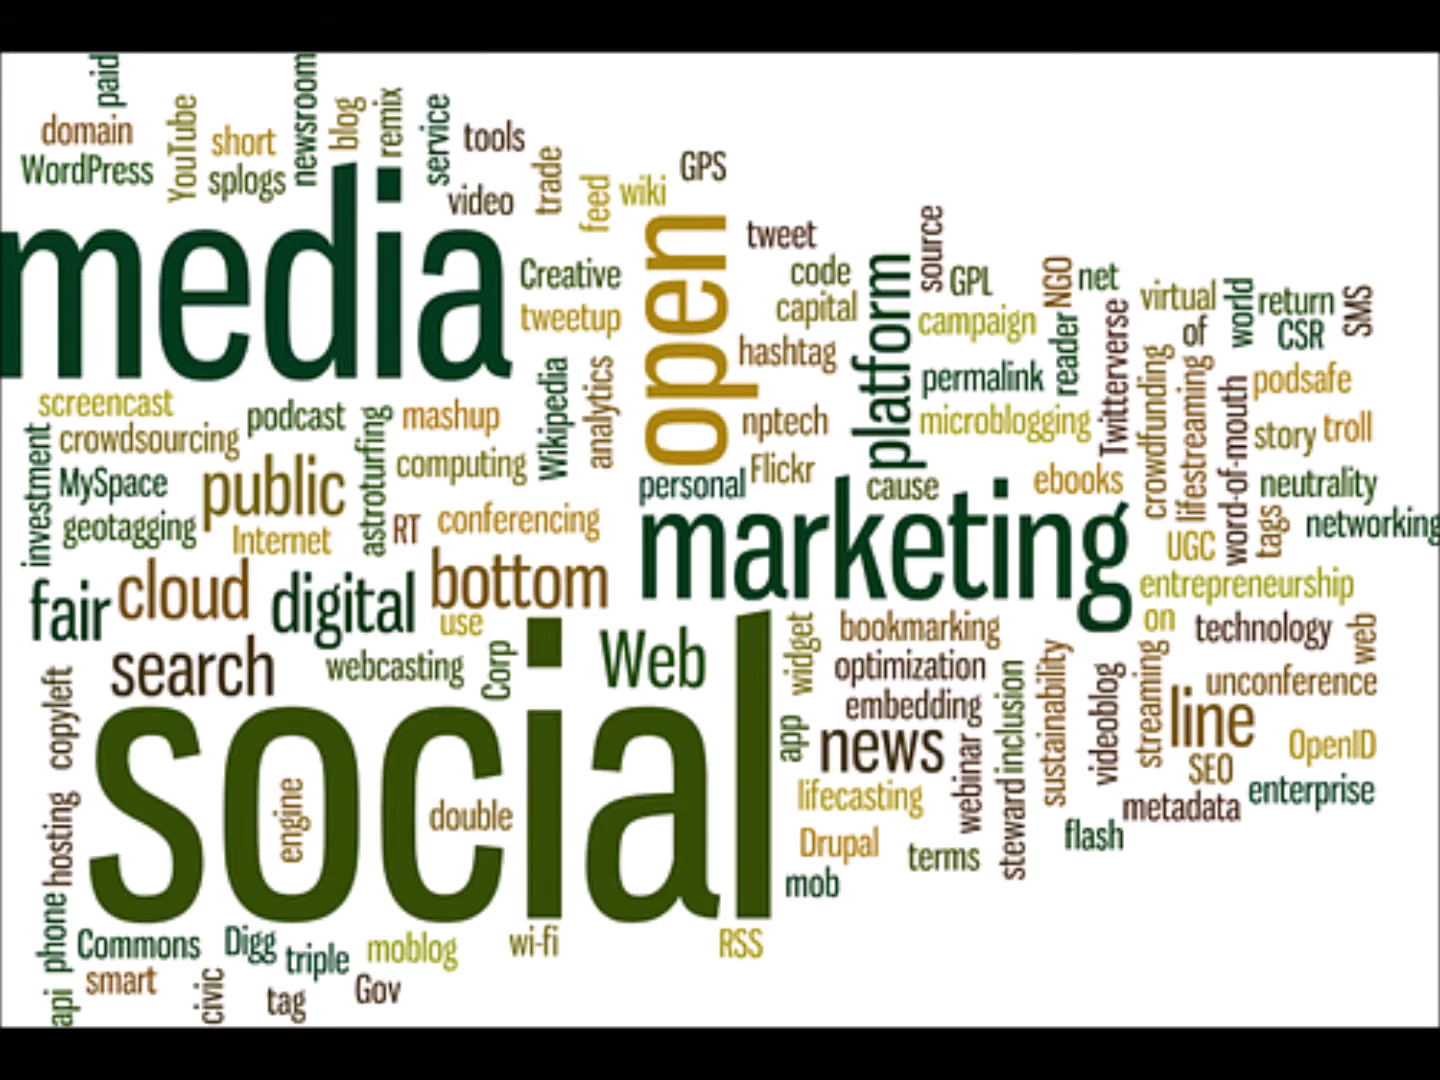 paid
domain
WordPress
YouTube
short
splogs
newsroom
blog
remix
service
tools
video
trade
feed
wiki
GPS
media
Creative
tweetup
open
tweet
code
capital
hashtag
nptech
Flickr
platform
source
GPL
campaign
permalink
microblogging
NGO
reader
net
Twitterverse
virtual
of
world
return
CSR
SMS
podsafe
story
troll
neutrality
networking
crowdfunding
lifestreaming
word-of-mouth
UGC
tags
screencast
crowdsourcing
podcast
astroturfing
mashup
computing
Wikipedia
analytics
investment
MySpace
geotagging
public
Internet
RT
conferencing
personal
cause
ebooks
marketing
entrepreneurship
on
technology
web
fair
cloud
digital
bottom
use
search
webcasting
Corp
Web
widget
bookmarking
optimization
embedding
app
news
webinar
inclusion
steward
sustainability
videoblog
streaming
line
unconference
OpenID
SEO
metadata
enterprise
flash
lifecasting
Drupal
terms
mob
copyleft
hosting
phone
api
social
engine
double
Commons
smart
civic
Digg
triple
tag
Gov
moblog
wi-fi
RSS